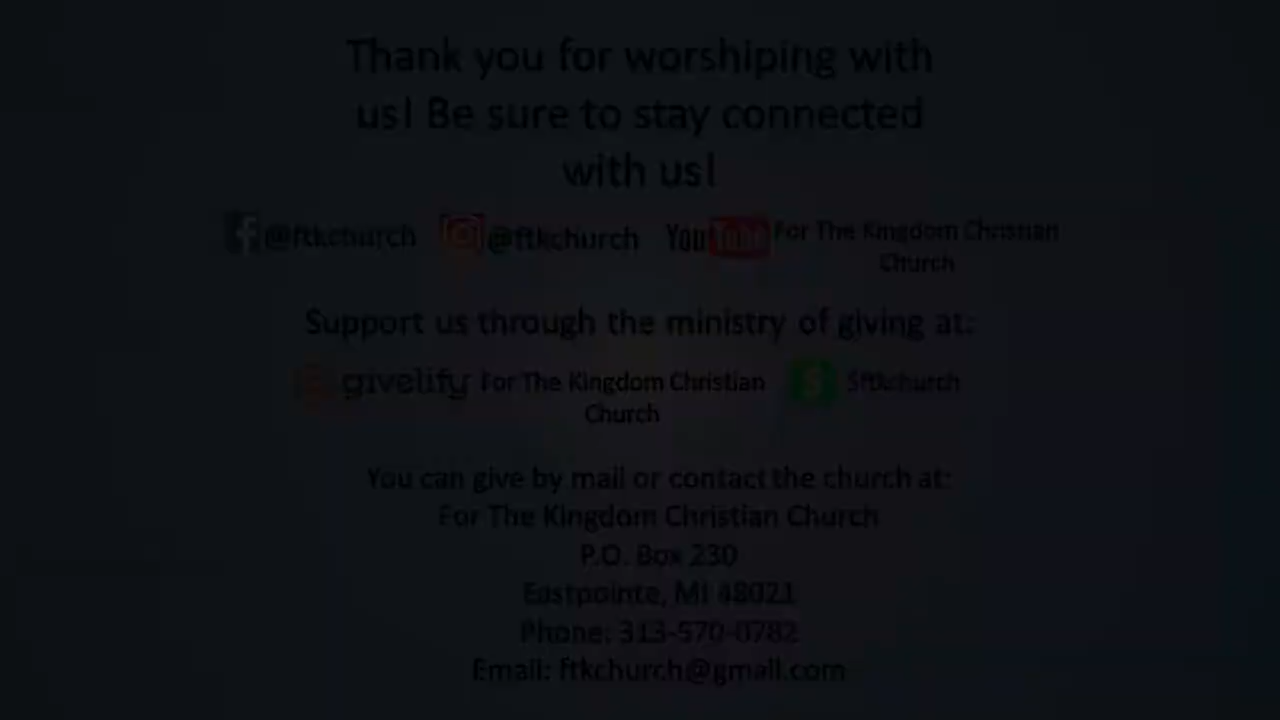 Thank you for worshiping with
us! Be sure to stay connected
with us!
@ftkchurch @ftkchurch YouTube For The Kingdom Christian
Church
Support us through the ministry of giving at:
givelify For The Kingdom Christian $ $ftkchurch
Church
You can give by mail or contact the church at:
For The Kingdom Christian Church
P.O. Box 230
Eastpointe, MI 48021
Phone: 313-570-0782
Email: ftkchurch@gmail.com